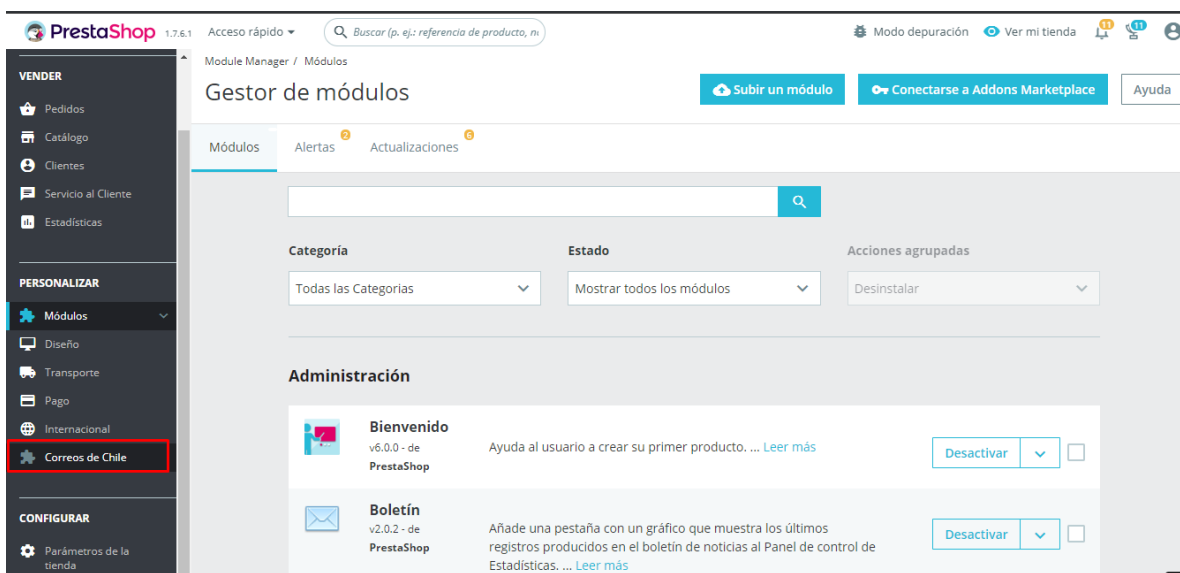 PrestaShop 1.7.6.1 Acceso rápido Buscar (p. ej.: referencia de producto, n Modo depuración Ver mi tienda 11 11
VENDER
Pedidos
Catálogo
Clientes
Servicio al Cliente
Estadísticas
PERSONALIZAR
Módulos
Diseño
Transporte
Pago
Internacional
Correos de Chile
CONFIGURAR
Parámetros de la
tienda
Module Manager / Módulos
Gestor de módulos
Subir un módulo
Conectarse a Addons Marketplace
Ayuda
Módulos Alertas 2 Actualizaciones 6
Categoría Estado Acciones agrupadas
Todas las Categorias Mostrar todos los módulos Desinstalar
Administración
Bienvenido
v6.0.0 - de
PrestaShop
Ayuda al usuario a crear su primer producto. ... Leer más
Desactivar
Boletín
v2.0.2 - de
PrestaShop
Añade una pestaña con un gráfico que muestra los últimos
registros producidos en el boletín de noticias al Panel de control de
Estadísticas. ... Leer más
Desactivar